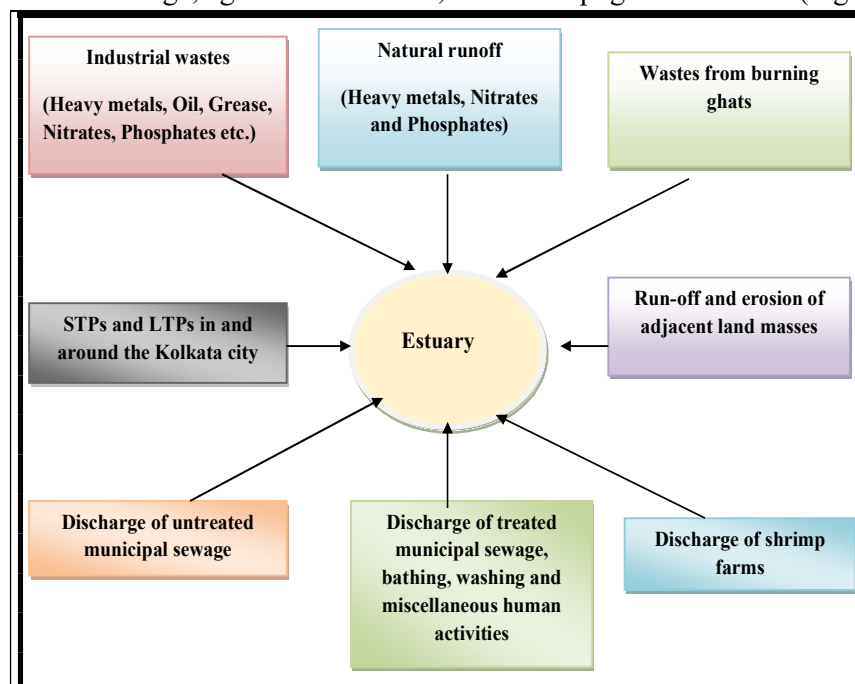 Industrial wastes
(Heavy metals, Oil, Grease,
Nitrates, Phosphates etc.)
Natural runoff
(Heavy metals, Nitrates
and Phosphates)
Wastes from burning
ghats
STPs and LTPs in and
around the Kolkata city
Estuary
Run-off and erosion of
adjacent land masses
Discharge of untreated
municipal sewage
Discharge of treated
municipal sewage,
bathing, washing and
miscellaneous human
activities
Discharge of shrimp
farms